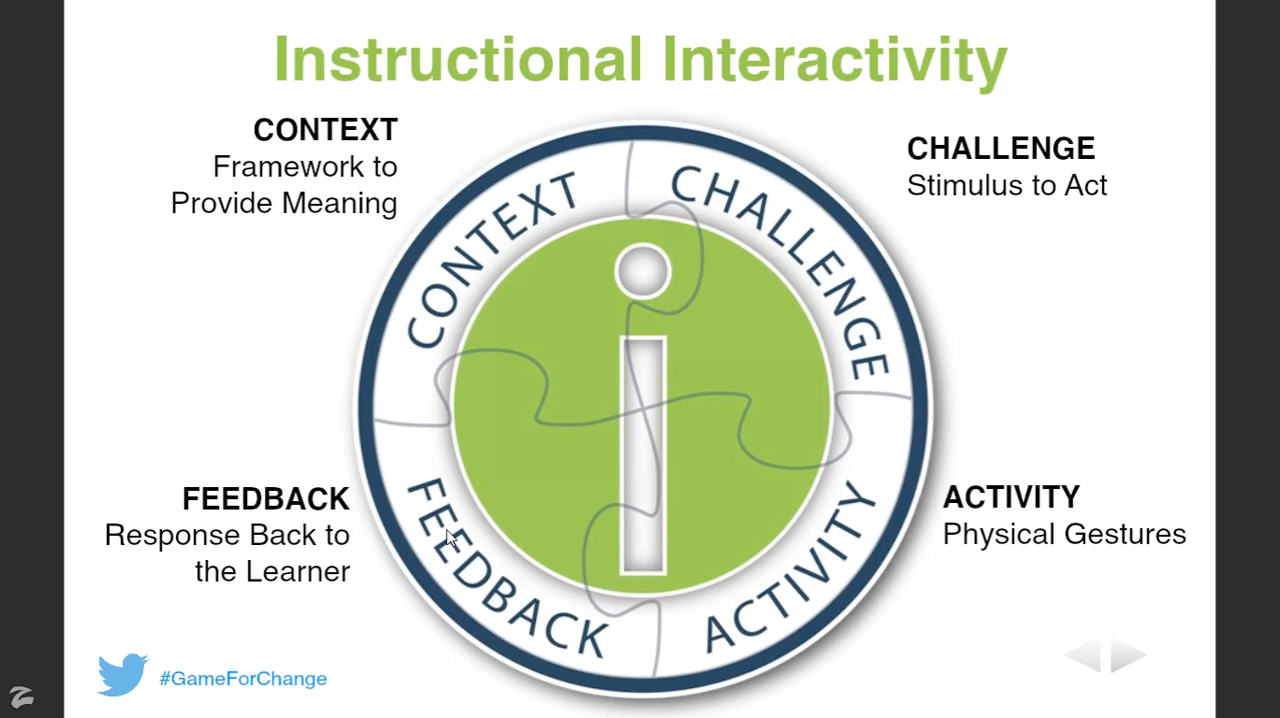 Instructional Interactivity
CONTEXT
Framework to
Provide Meaning
CHALLENGE
Stimulus to Act
CONTEXT
CHALLENGE
FEEDBACK
ACTIVITY
i
FEEDBACK
Response Back to
the Learner
ACTIVITY
Physical Gestures
#GameForChange